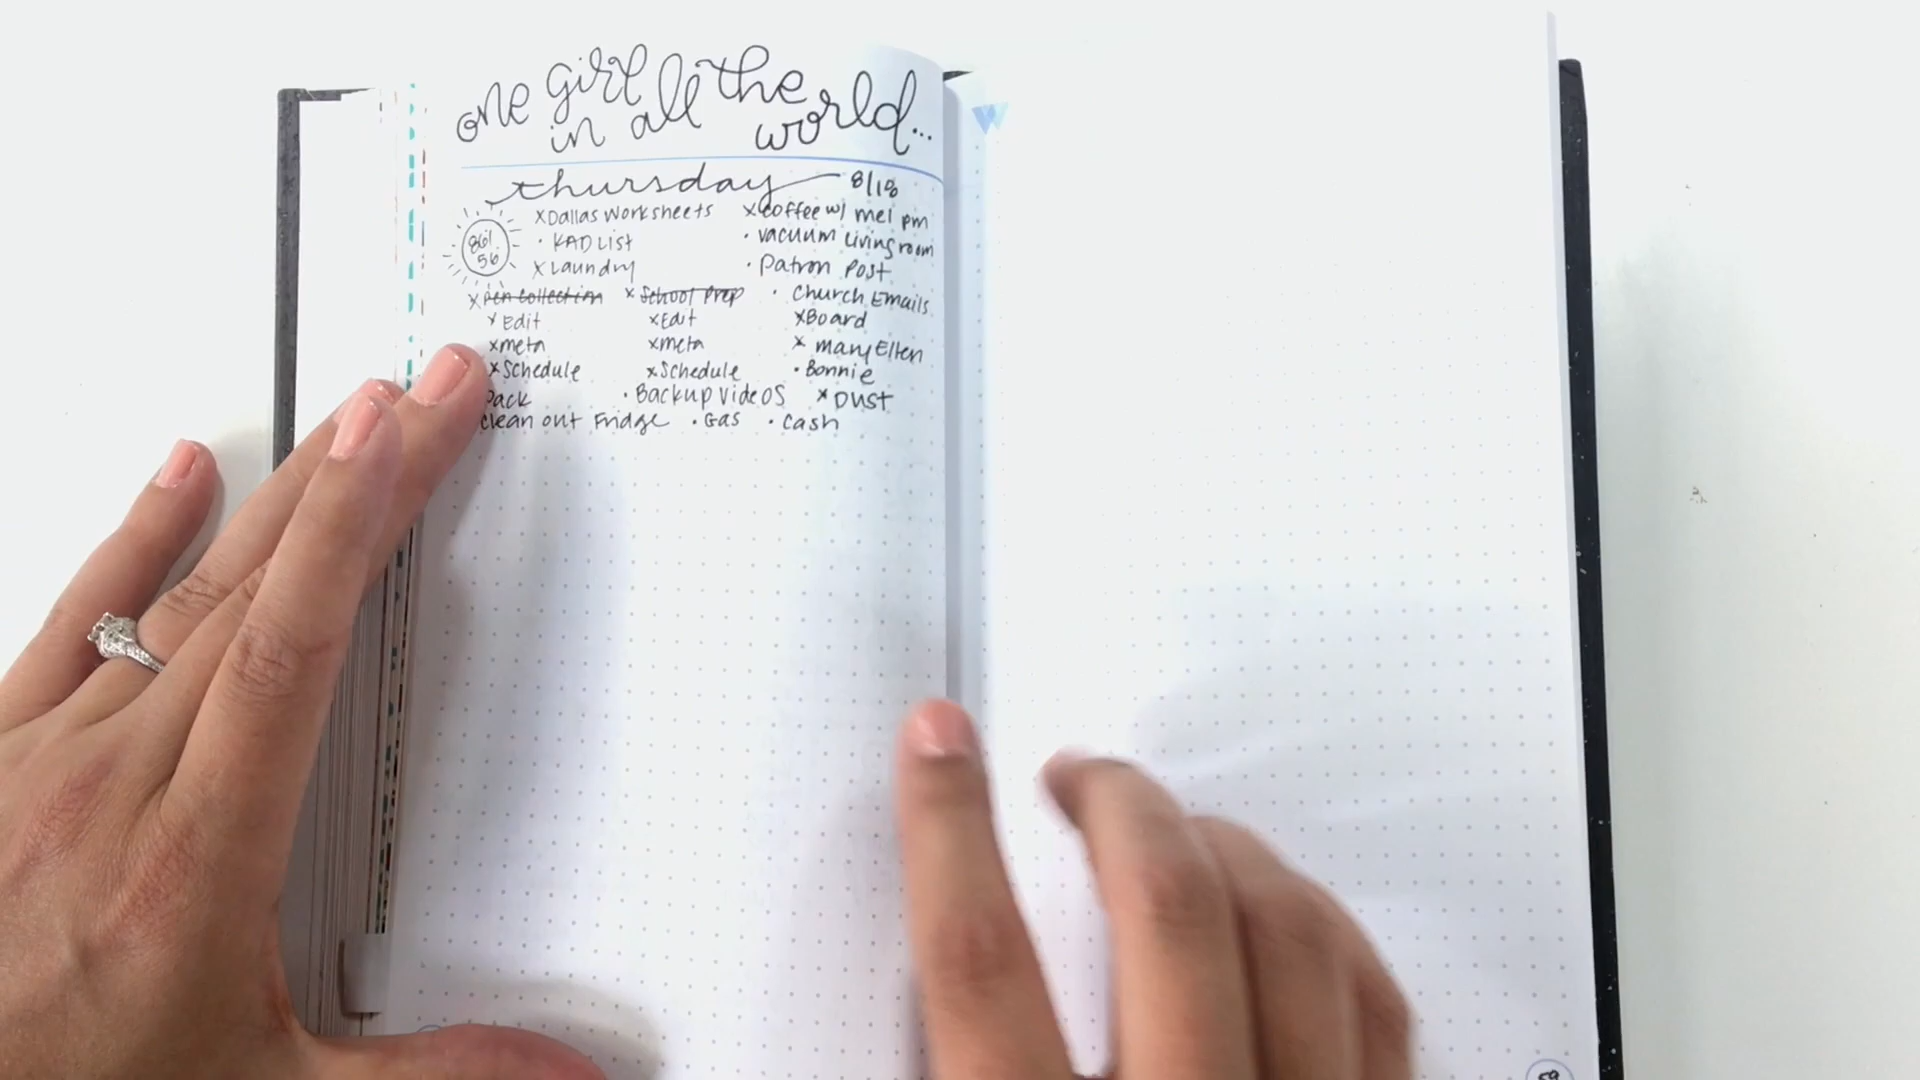 one girl in all the world...
thursday 8/18
86| 56
x Dallas Worksheets x coffee w/ mel pm
· KAD List · vacuum Living room
x Laundry · Patron Post
x Pen Collection x School Prep · Church Emails
x Edit x Edit x Board
x meta x meta x Mary Ellen
x Schedule x Schedule · Bonnie
Pack · Backup videos x Dust
clean out Fridge · Gas · Cash
59